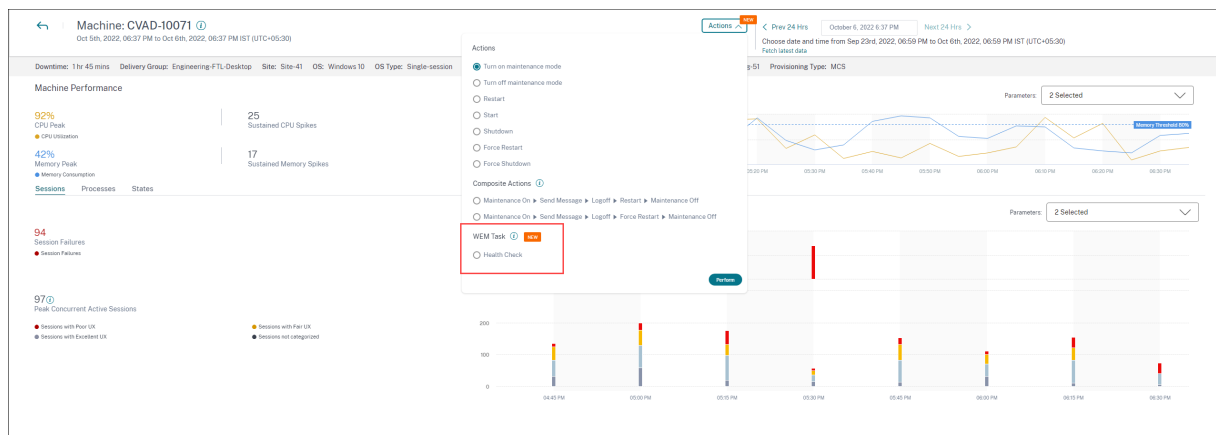 Machine: CVAD-10071
Oct 5th, 2022, 06:37 PM to Oct 6th, 2022, 06:37 PM IST (UTC+05:30)
Actions
NEW
Prev 24 Hrs
October 6, 2022 6:37 PM
Next 24 Hrs
Choose date and time from Sep 23rd, 2022, 06:59 PM to Oct 6th, 2022, 06:59 PM IST (UTC+05:30)
Fetch latest data
Downtime: 1 hr 45 mins Delivery Group: Engineering-FTL-Desktop Site: Site-41 OS: Windows 10 OS Type: Single-session
g-51 Provisioning Type: MCS
Actions
Turn on maintenance mode
Turn off maintenance mode
Restart
Start
Shutdown
Force Restart
Force Shutdown
Composite Actions
Maintenance On ▶ Send Message ▶ Logoff ▶ Restart ▶ Maintenance Off
Maintenance On ▶ Send Message ▶ Logoff ▶ Force Restart ▶ Maintenance Off
WEM Task NEW
Health Check
Perform
Machine Performance
92%
CPU Peak
CPU Utilization
25
Sustained CPU Spikes
42%
Memory Peak
Memory Consumption
17
Sustained Memory Spikes
Parameters: 2 Selected
Memory Threshold 80%
05:20 PM 05:30 PM 05:40 PM 05:50 PM 06:00 PM 06:10 PM 06:20 PM 06:30 PM
Sessions Processes States
94
Session Failures
Session Failures
97
Peak Concurrent Active Sessions
Sessions with Poor UX
Sessions with Fair UX
Sessions with Excellent UX
Sessions not categorized
Parameters: 2 Selected
200
100
0
04:45 PM 05:00 PM 05:15 PM 05:30 PM 05:45 PM 06:00 PM 06:15 PM 06:30 PM